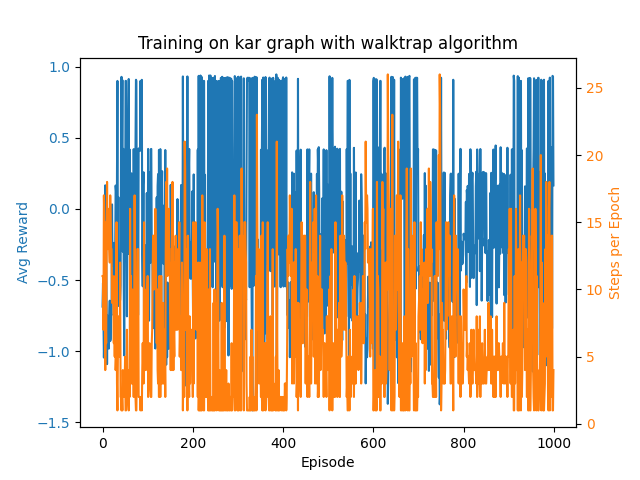 Training on kar graph with walktrap algorithm
1.0
0.5
0.0
−0.5
−1.0
−1.5
Avg Reward
25
20
15
10
5
0
Steps per Epoch
0 200 400 600 800 1000
Episode